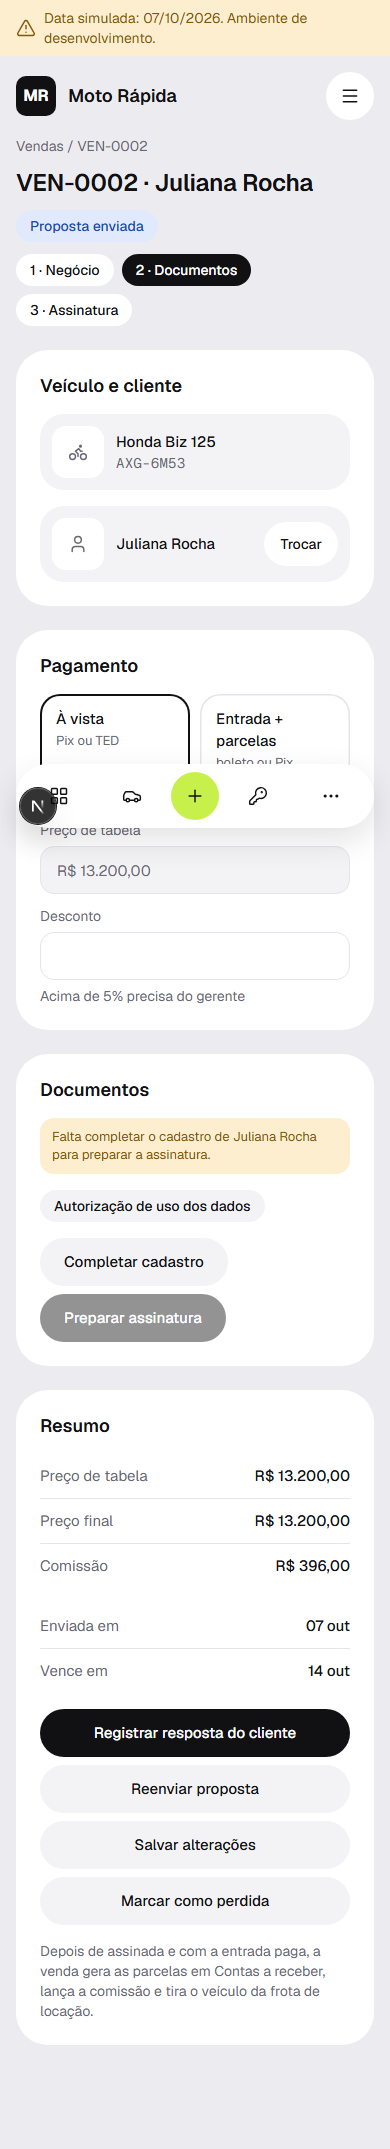 Data simulada: 07/10/2026. Ambiente de
desenvolvimento.
MR
Moto Rápida
Vendas / VEN-0002
VEN-0002 · Juliana Rocha
Proposta enviada
1 · Negócio
2 · Documentos
3 · Assinatura
Veículo e cliente
Honda Biz 125
AXG-6M53
Juliana Rocha
Trocar
Pagamento
À vista
Pix ou TED
Entrada +
parcelas
boleto ou Pix
N
Preço de tabela
R$ 13.200,00
Desconto
Acima de 5% precisa do gerente
Documentos
Falta completar o cadastro de Juliana Rocha
para preparar a assinatura.
Autorização de uso dos dados
Completar cadastro
Preparar assinatura
Resumo
Preço de tabela R$ 13.200,00
Preço final R$ 13.200,00
Comissão R$ 396,00
Enviada em 07 out
Vence em 14 out
Registrar resposta do cliente
Reenviar proposta
Salvar alterações
Marcar como perdida
Depois de assinada e com a entrada paga, a
venda gera as parcelas em Contas a receber,
lança a comissão e tira o veículo da frota de
locação.